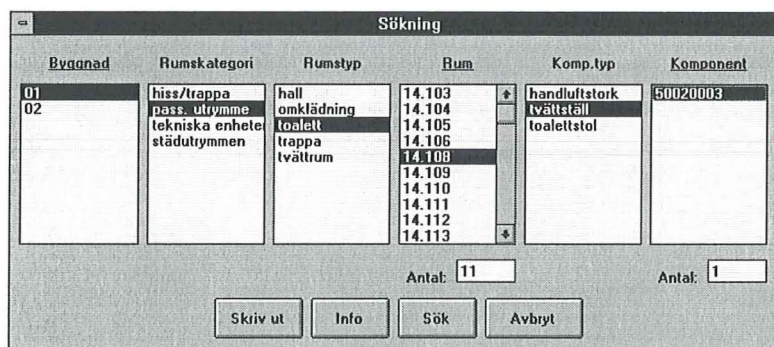 Sökning
Byggnad Rumskategori Rumstyp Rum Komp.typ Komponent
01
02
hiss/trappa
pass. utrymme
tekniska enheter
städutrymmen
hall
omklädning
toalett
trappa
tvättrum
14.103
14.104
14.105
14.106
14.108
14.109
14.110
14.111
14.112
14.113
handluftstork
tvättställ
toalettstol
50020003
Antal: 11
Antal: 1
Skriv ut Info Sök Avbryt